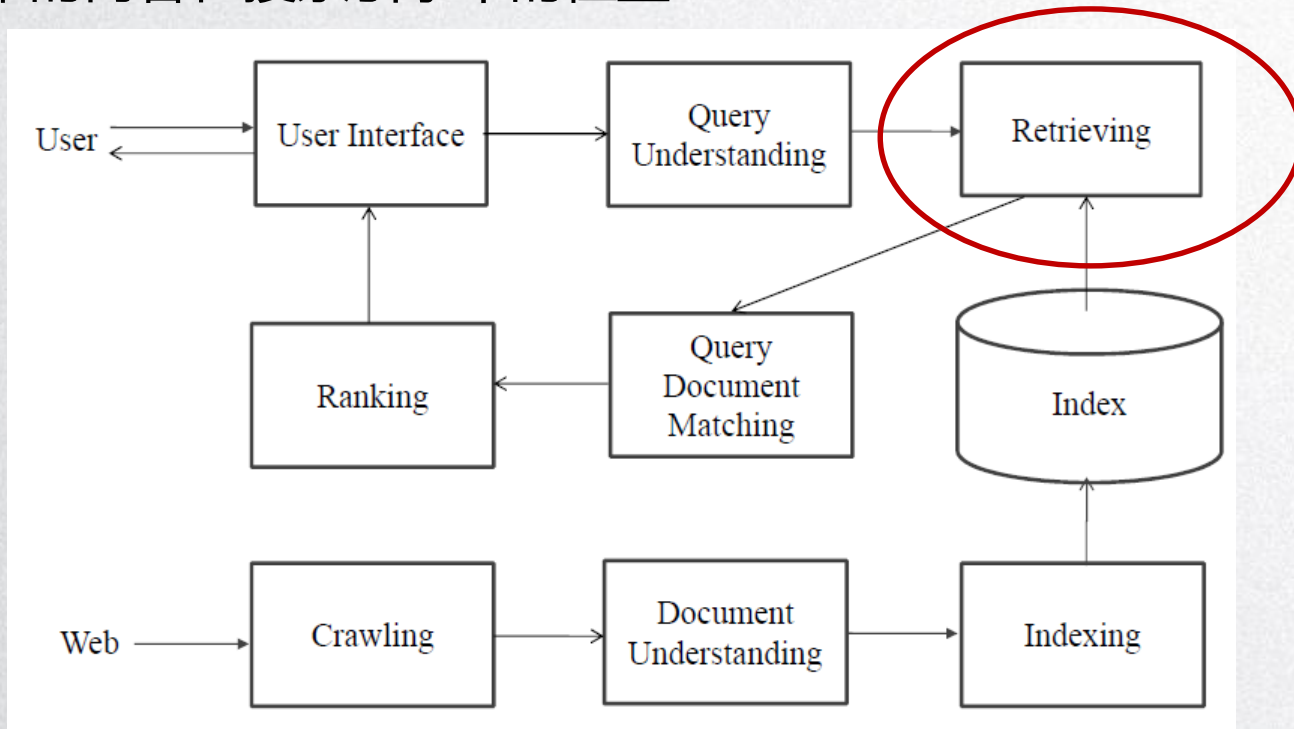 User
User Interface
Query
Understanding
Retrieving
Ranking
Query
Document
Matching
Index
Web
Crawling
Document
Understanding
Indexing